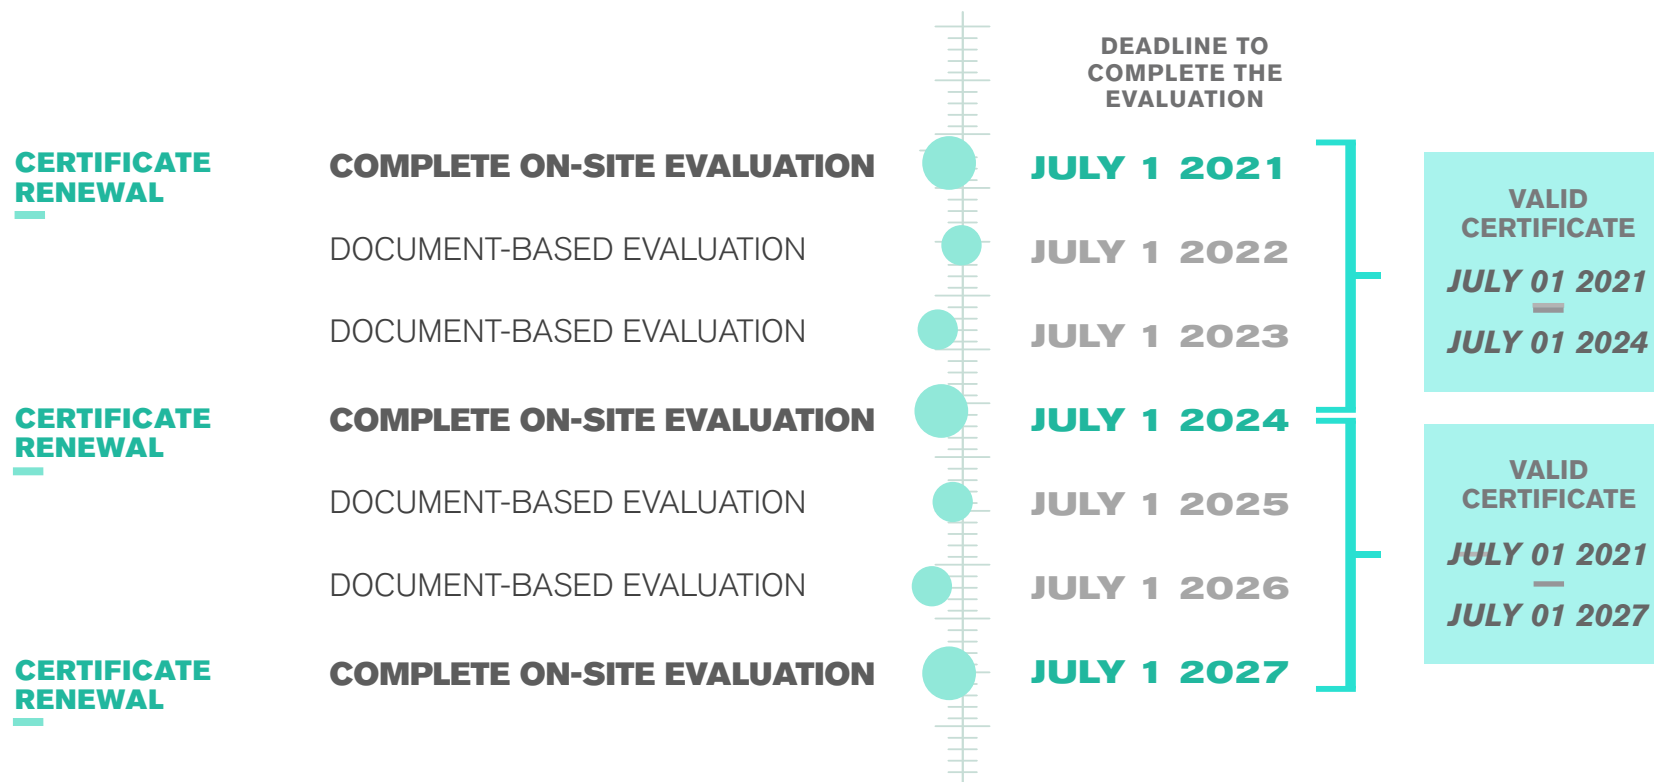 DEADLINE TO
COMPLETE THE
EVALUATION
CERTIFICATE
RENEWAL
COMPLETE ON-SITE EVALUATION
JULY 1 2021
DOCUMENT-BASED EVALUATION
JULY 1 2022
DOCUMENT-BASED EVALUATION
JULY 1 2023
VALID
CERTIFICATE
JULY 01 2021
JULY 01 2024
CERTIFICATE
RENEWAL
COMPLETE ON-SITE EVALUATION
JULY 1 2024
DOCUMENT-BASED EVALUATION
JULY 1 2025
DOCUMENT-BASED EVALUATION
JULY 1 2026
VALID
CERTIFICATE
JULY 01 2021
JULY 01 2027
CERTIFICATE
RENEWAL
COMPLETE ON-SITE EVALUATION
JULY 1 2027